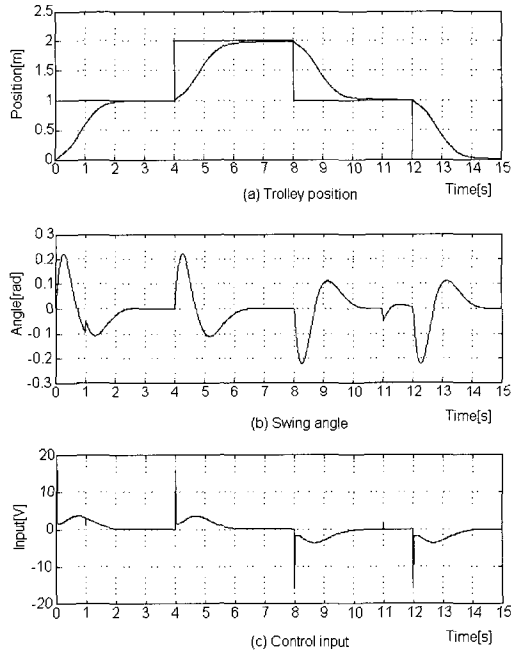 2.5
2
1.5
1
0.5
0
Position[m]
0 1 2 3 4 5 6 7 8 9 10 11 12 13 14 15
(a) Trolley position
Time[s]
0.3
0.2
0.1
0
-0.1
-0.2
-0.3
Angle[rad]
0 1 2 3 4 5 6 7 8 9 10 11 12 13 14 15
(b) Swing angle
Time[s]
20
10
0
-10
-20
Input[V]
0 1 2 3 4 5 6 7 8 9 10 11 12 13 14 15
(c) Control input
Time[s]